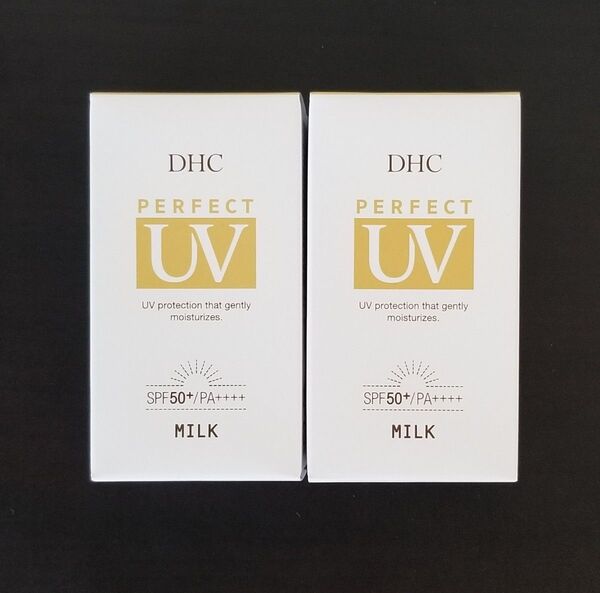 DHC
PERFECT
UV
UV protection that gently
moisturizes.
SPF50+/PA++++
MILK
DHC
PERFECT
UV
UV protection that gently
moisturizes.
SPF50+/PA++++
MILK